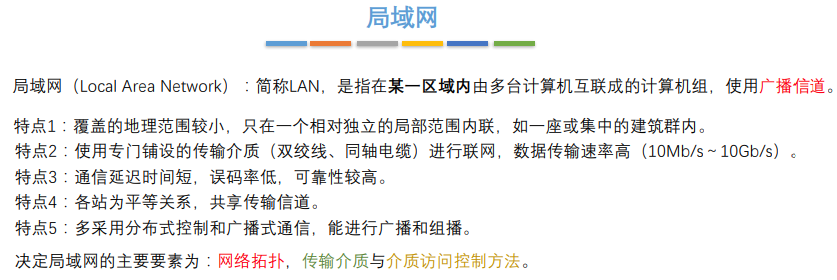 局域网
局域网（Local Area Network）：简称LAN，是指在某一区域内由多台计算机互联成的计算机组，使用广播信道。
特点1：覆盖的地理范围较小，只在一个相对独立的局部范围内联，如一座或集中的建筑群内。
特点2：使用专门铺设的传输介质（双绞线、同轴电缆）进行联网，数据传输速率高（10Mb/s～10Gb/s）。
特点3：通信延迟时间短，误码率低，可靠性较高。
特点4：各站为平等关系，共享传输信道。
特点5：多采用分布式控制和广播式通信，能进行广播和组播。
决定局域网的主要要素为：网络拓扑，传输介质与介质访问控制方法。